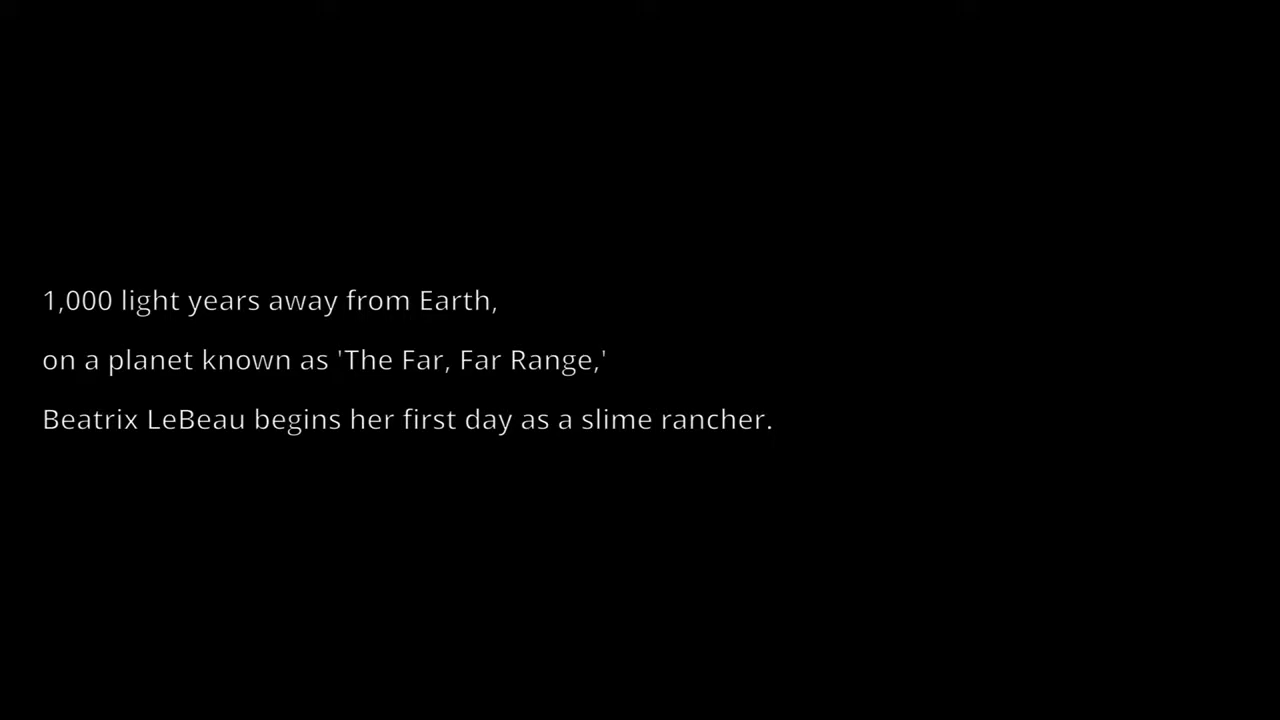 1,000 light years away from Earth,
on a planet known as 'The Far, Far Range,'
Beatrix LeBeau begins her first day as a slime rancher.